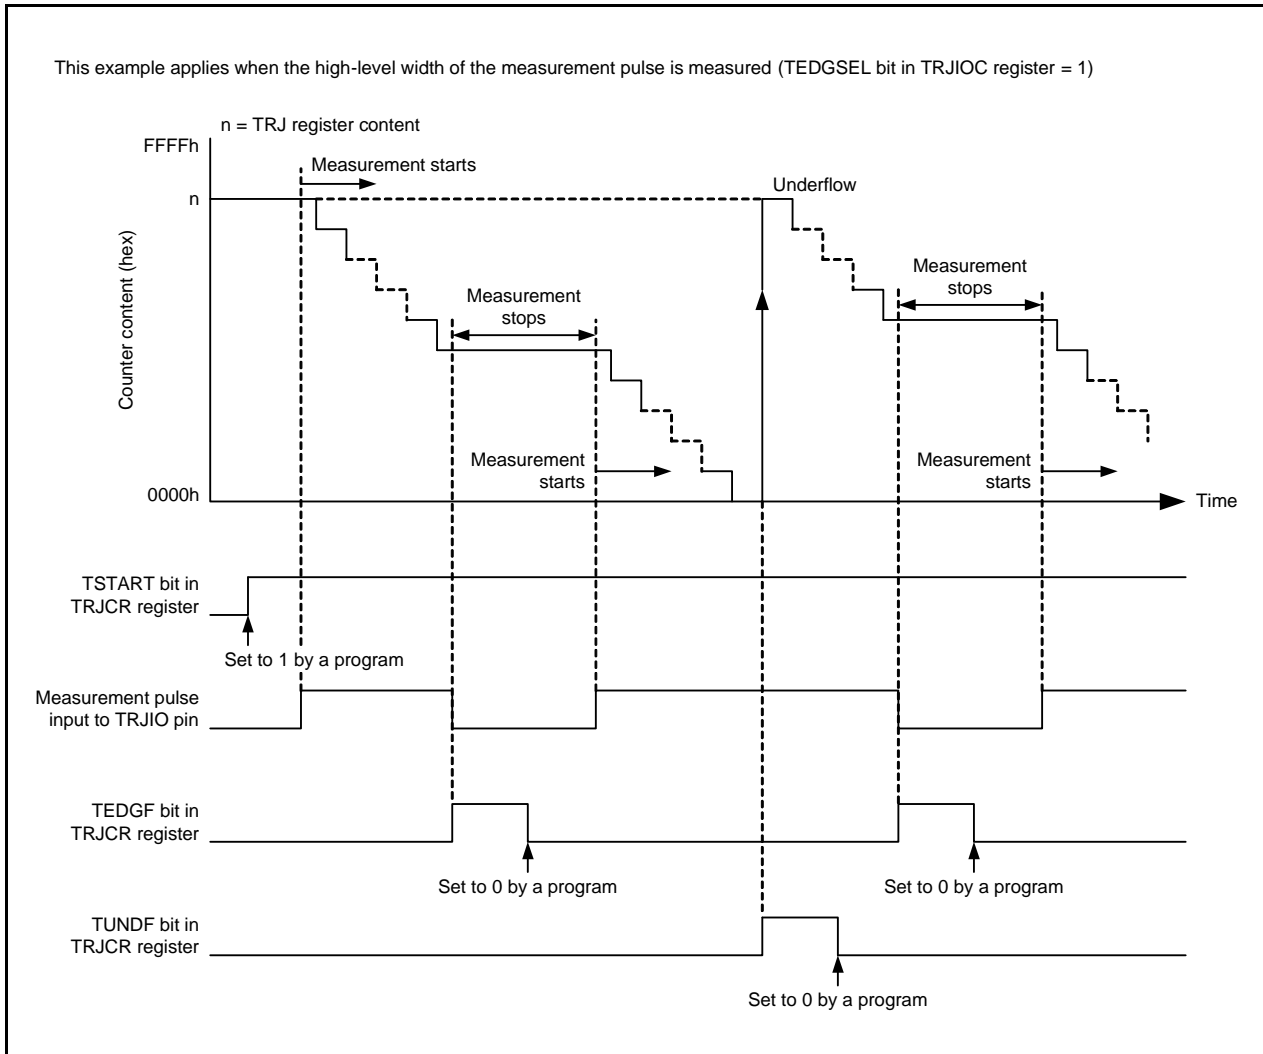 This example applies when the high-level width of the measurement pulse is measured (TEDGSEL bit in TRJIOC register = 1)
n = TRJ register content
FFFFh
Measurement starts
n
Underflow
Counter content (hex)
Measurement
stops
Measurement
stops
Measurement
starts
Measurement
starts
0000h
Time
TSTART bit in
TRJCR register
Set to 1 by a program
Measurement pulse
input to TRJIO pin
TEDGF bit in
TRJCR register
Set to 0 by a program
Set to 0 by a program
TUNDF bit in
TRJCR register
Set to 0 by a program